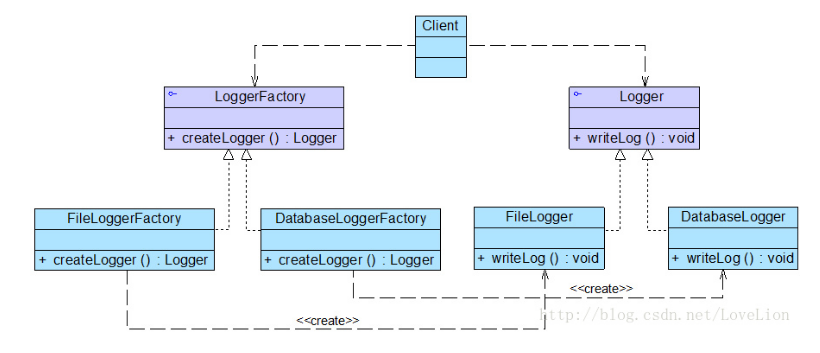 Client
LoggerFactory
+ createLogger () : Logger
Logger
+ writeLog () : void
FileLoggerFactory
+ createLogger () : Logger
DatabaseLoggerFactory
+ createLogger () : Logger
FileLogger
+ writeLog () : void
DatabaseLogger
+ writeLog () : void
<<create>>
<<create>>
http://blog.csdn.net/LoveLion